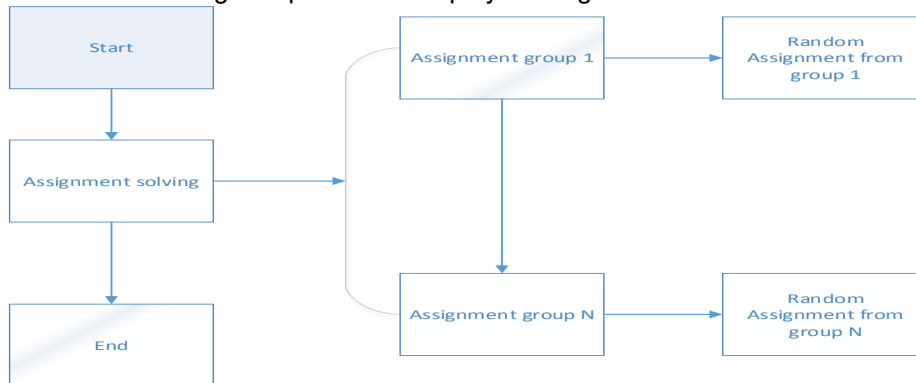 Start
Assignment group 1
Random
Assignment from
group 1
Assignment solving
Assignment group N
Random
Assignment from
group N
End